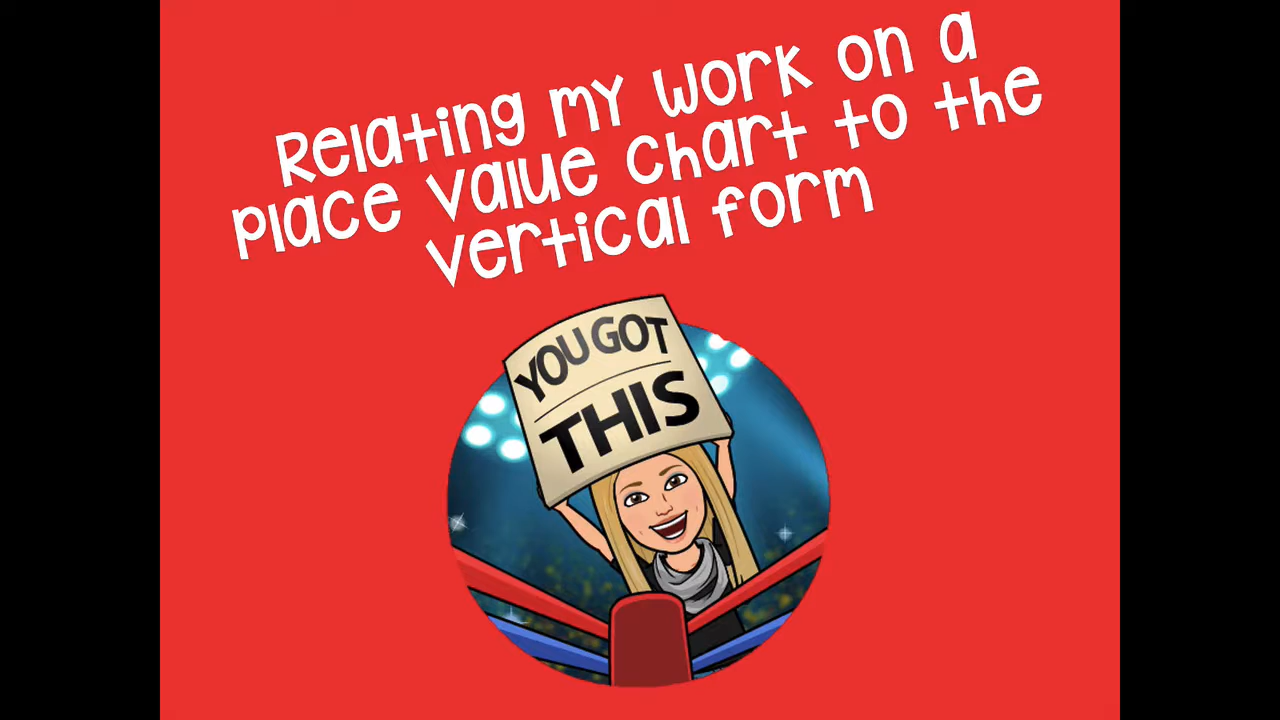 Relating my work on a
place value chart to the
vertical form
YOU GOT
THIS